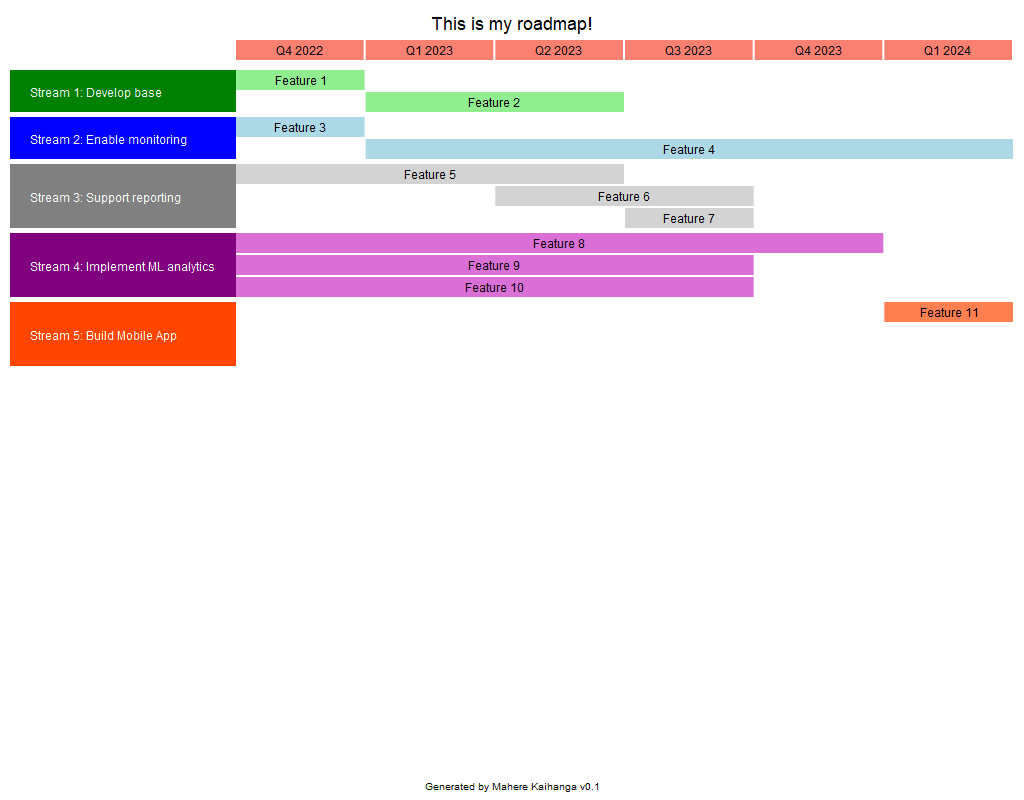 This is my roadmap!
Q4 2022 Q1 2023 Q2 2023 Q3 2023 Q4 2023 Q1 2024
Stream 1: Develop base
Feature 1
Feature 2
Stream 2: Enable monitoring
Feature 3
Feature 4
Stream 3: Support reporting
Feature 5
Feature 6
Feature 7
Stream 4: Implement ML analytics
Feature 8
Feature 9
Feature 10
Stream 5: Build Mobile App
Feature 11
Generated by Mahere Kaihanga v0.1